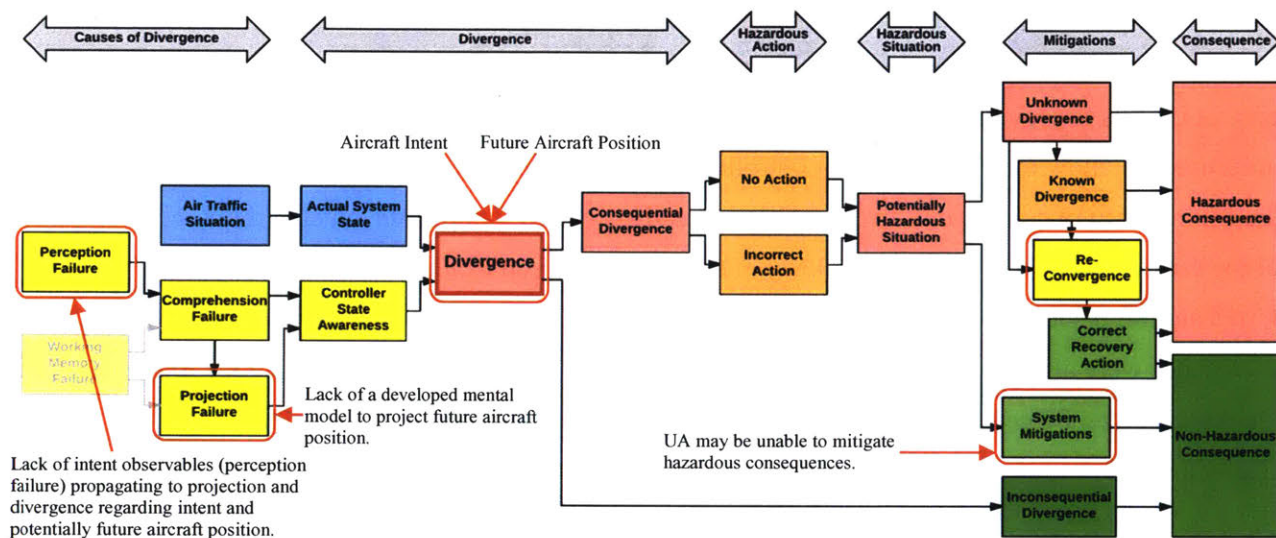 Causes of Divergence
Divergence
Hazardous
Action
Hazardous
Situation
Mitigations
Consequence
Aircraft Intent
Future Aircraft Position
Unknown
Divergence
No Action
Known
Divergence
Air Traffic
Situation
Actual System
State
Consequential
Divergence
Potentially
Hazardous
Situation
Hazardous
Consequence
Perception
Failure
Divergence
Incorrect
Action
Re-
Convergence
Comprehension
Failure
Controller
State
Awareness
Working
Memory
Failure
Correct
Recovery
Action
Projection
Failure
Lack of a developed mental
model to project future aircraft
position.
System
Mitigations
Non-Hazardous
Consequence
UA may be unable to mitigate
hazardous consequences.
Lack of intent observables (perception
failure) propagating to projection and
divergence regarding intent and
potentially future aircraft position.
Inconsequential
Divergence